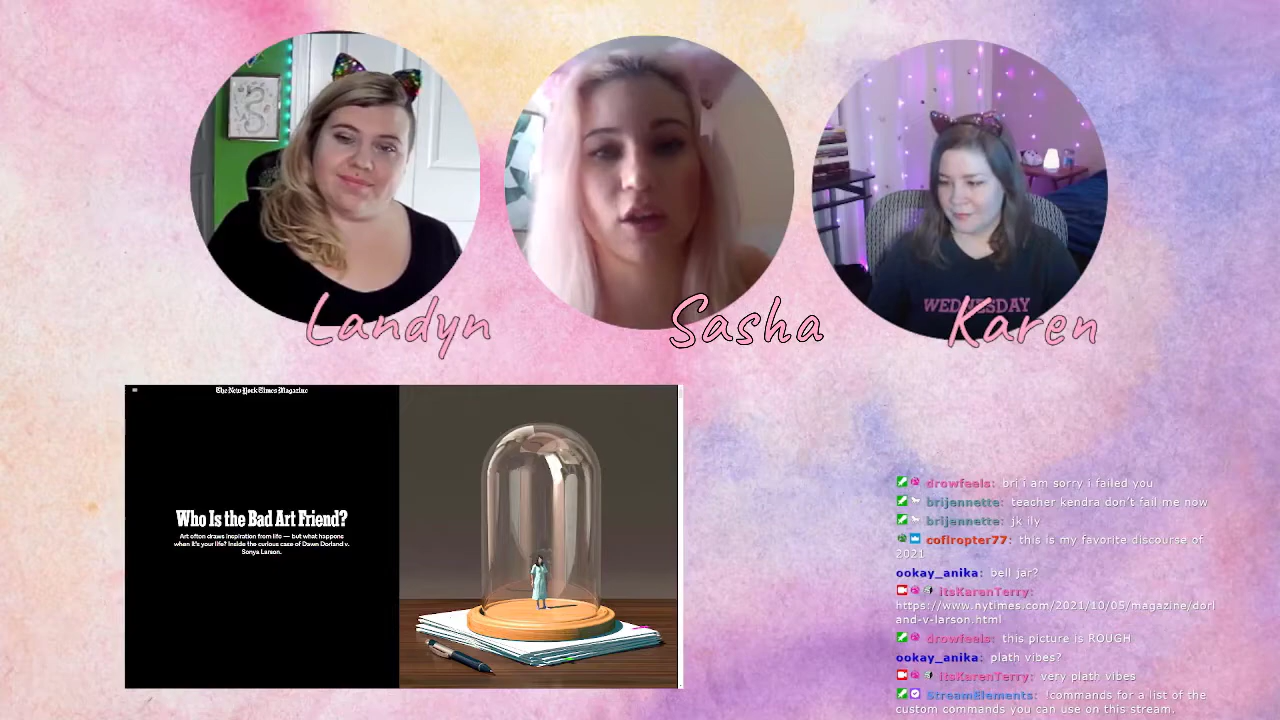 Landyn
Sasha
WEDNESDAY
Karen
The New York Times Magazine
Who Is the Bad Art Friend?
Art often draws inspiration from life — but what happens
when it's your life? Inside the curious case of Dawn Dorland v.
Sonya Larson.
drowfeels: bri i am sorry i failed you
brijennette: teacher kendra don't fail me now
brijennette: jk ily
coflropter77: this is my favorite discourse of
2021
ookay_anika: bell jar?
ItsKarenTerry:
https://www.nytimes.com/2021/10/05/magazine/dorl
and-v-larson.html
drowfeels: this picture is ROUGH
ookay_anika: plath vibes?
ItsKarenTerry: very plath vibes
StreamElements: !commands for a list of the
custom commands you can use on this stream.